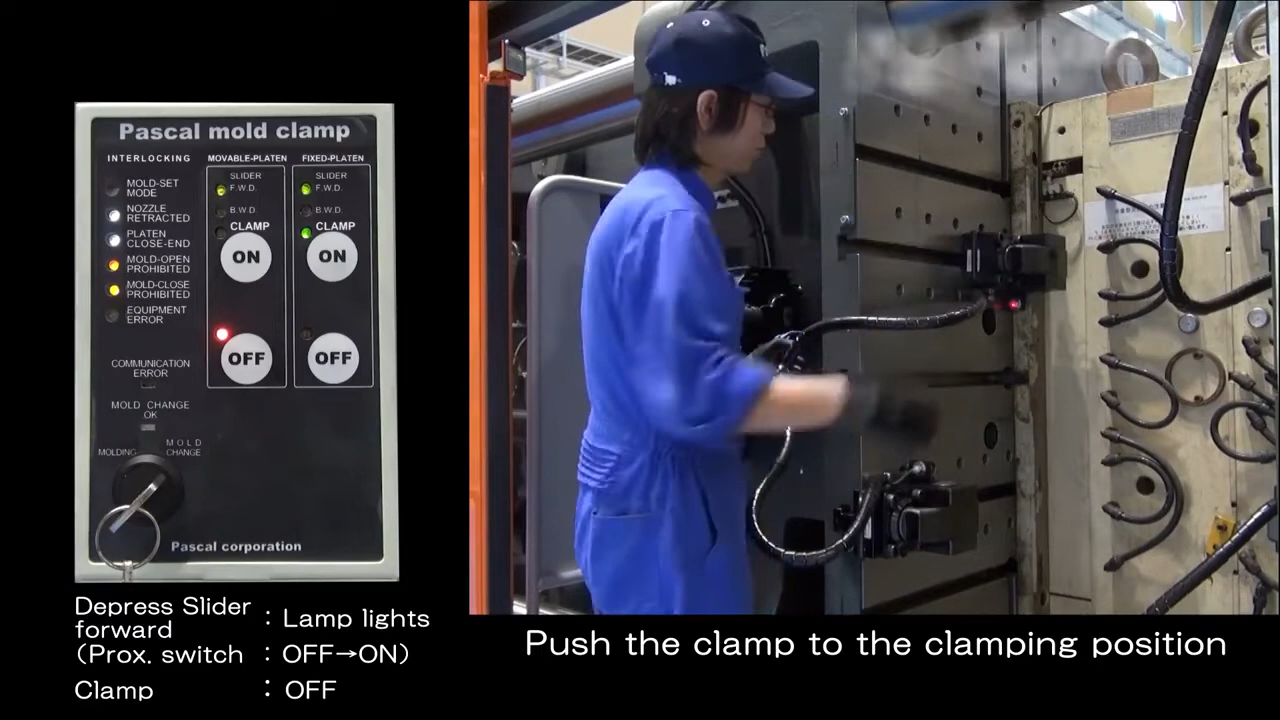 Pascal mold clamp
INTERLOCKING
MOLD-SET
MODE
NOZZLE
RETRACTED
PLATEN
CLOSE-END
MOLD-OPEN
PROHIBITED
MOLD-CLOSE
PROHIBITED
EQUIPMENT
ERROR
MOVABLE-PLATEN
SLIDER
F.W.D.
B.W.D.
CLAMP
ON
OFF
FIXED-PLATEN
SLIDER
F.W.D.
B.W.D.
CLAMP
ON
OFF
COMMUNICATION
ERROR
MOLD CHANGE
OK
MOLDING
MOLD
CHANGE
Pascal corporation
Depress Slider
forward : Lamp lights
(Prox. switch : OFF→ON)
Clamp : OFF
Push the clamp to the clamping position